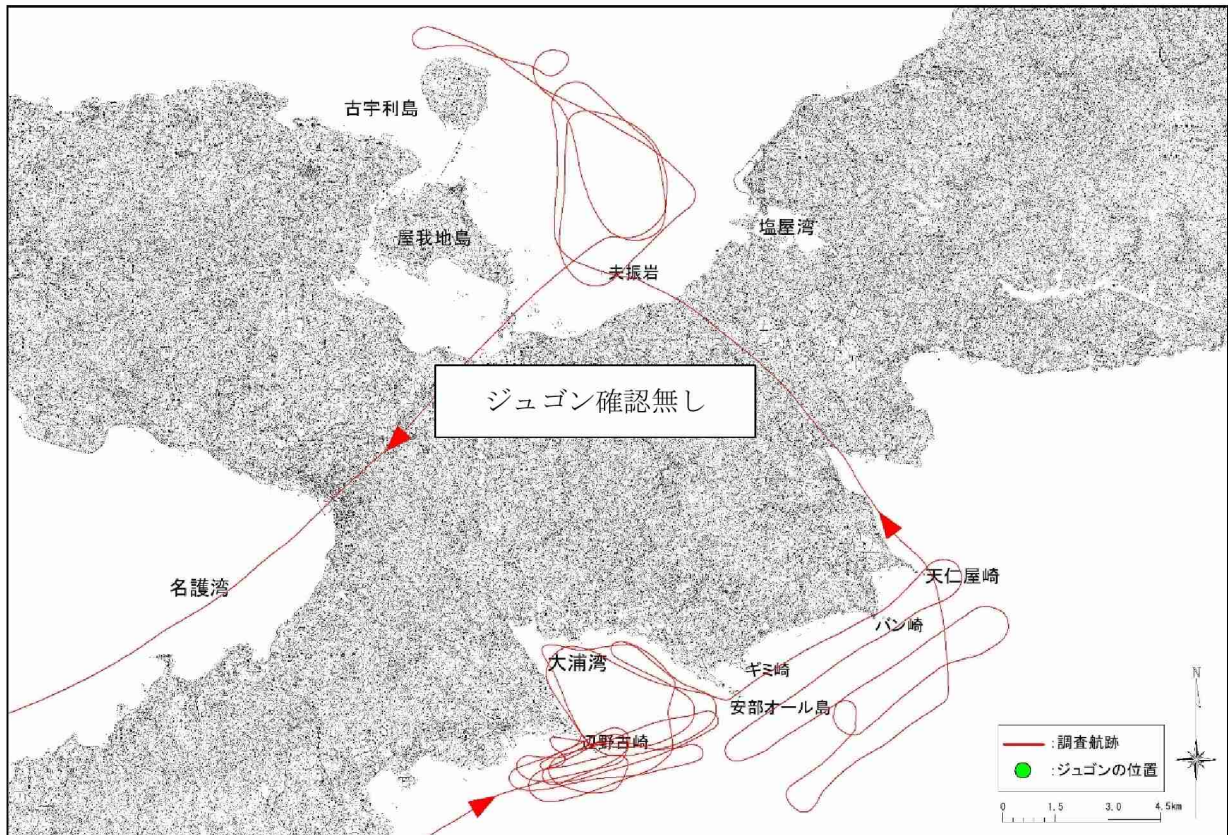 古宇利島
屋我地島
塩屋湾
夫振岩
ジュゴン確認無し
天仁屋崎
名護湾
バン崎
大浦湾
ギミ崎
安部オール島
辺野古崎
N
:調査航跡
:ジュゴンの位置
0 1.5 3.0 4.5km